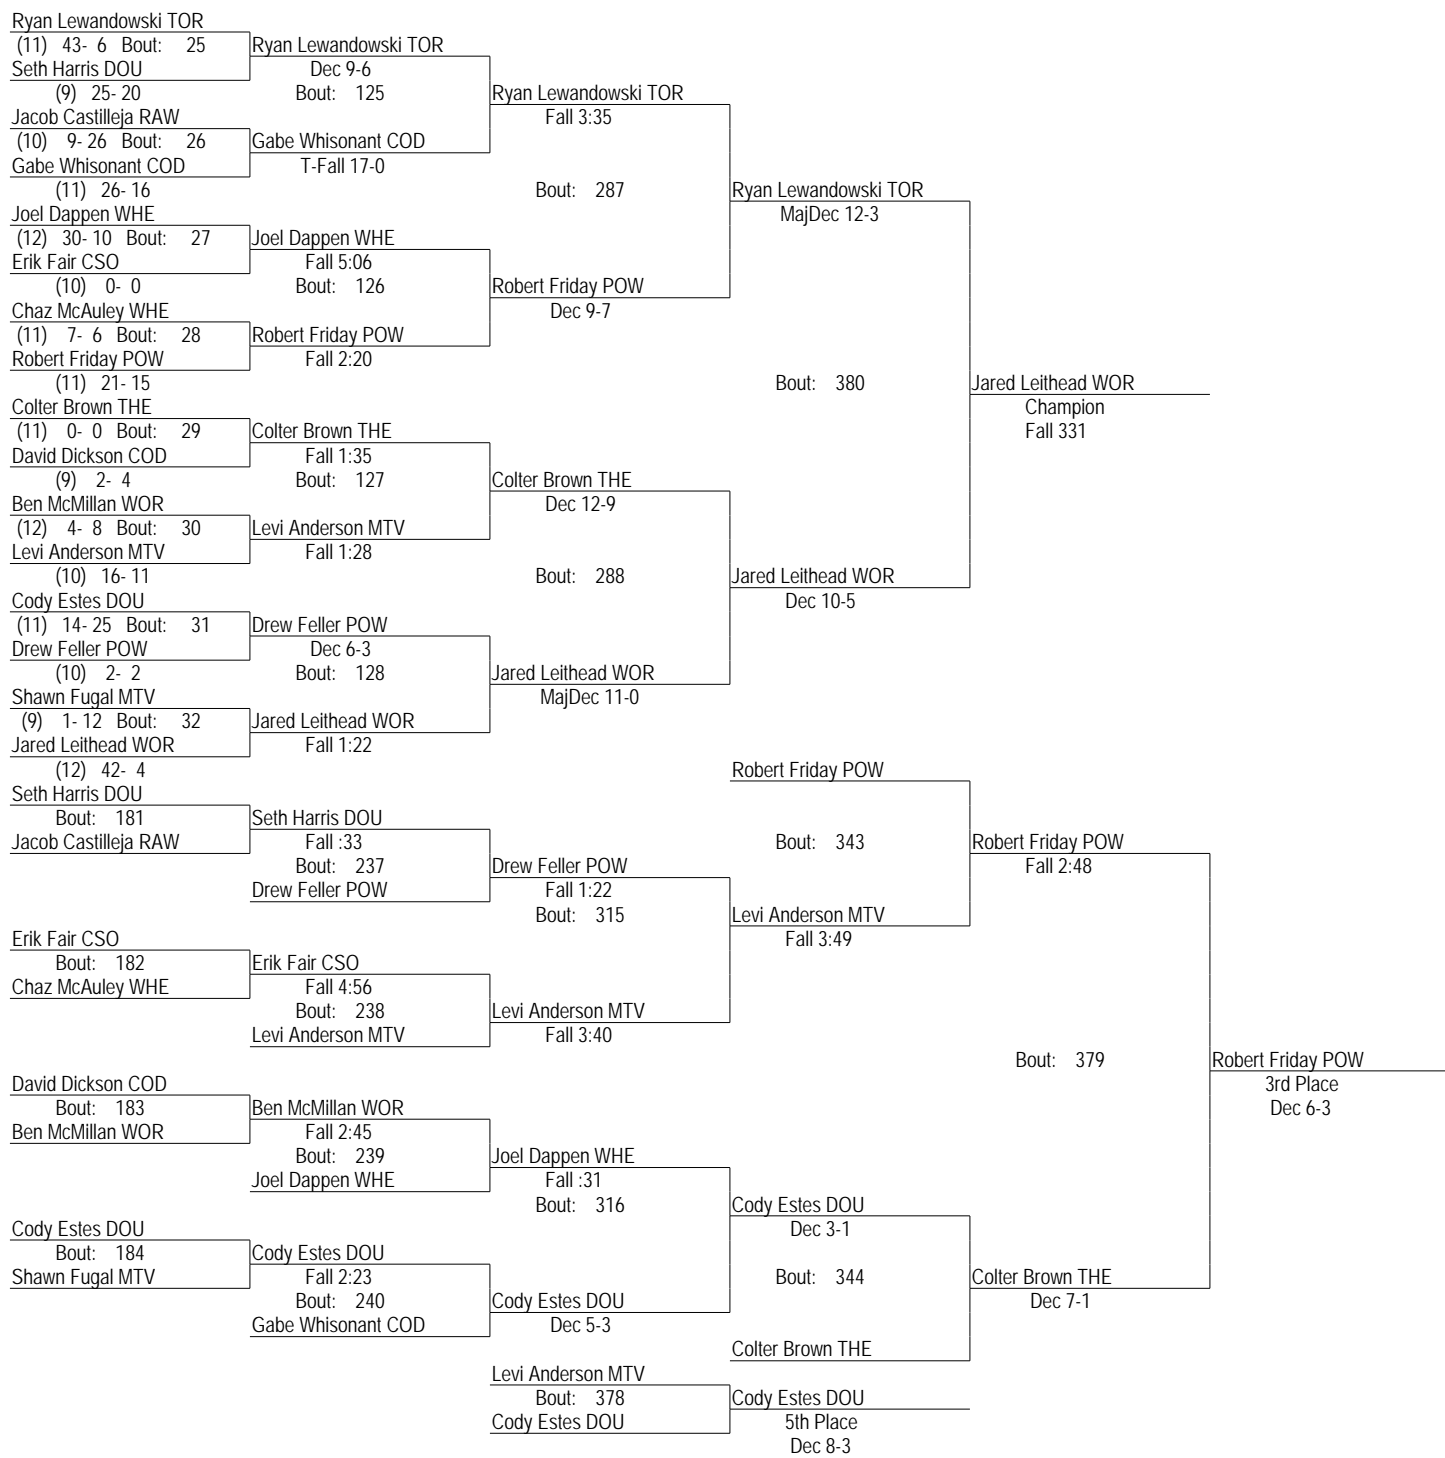 Ryan Lewandowski TOR
(11) 43- 6 Bout: 25 Ryan Lewandowski TOR
Seth Harris DOU Dec 9-6
(9) 25- 20 Bout: 125 Ryan Lewandowski TOR
Jacob Castilleja RAW Fall 3:35
(10) 9- 26 Bout: 26 Gabe Whisonant COD
Gabe Whisonant COD T-Fall 17-0
(11) 26- 16 Bout: 287 Ryan Lewandowski TOR
Joel Dappen WHE MajDec 12-3
(12) 30- 10 Bout: 27 Joel Dappen WHE
Erik Fair CSO Fall 5:06
(10) 0- 0 Bout: 126 Robert Friday POW
Chaz McAuley WHE Dec 9-7
(11) 7- 6 Bout: 28 Robert Friday POW
Robert Friday POW Fall 2:20
(11) 21- 15 Bout: 380 Jared Leithead WOR
Colter Brown THE Champion
(11) 0- 0 Bout: 29 Colter Brown THE Fall 331
David Dickson COD Fall 1:35
(9) 2- 4 Bout: 127 Colter Brown THE
Ben McMillan WOR Dec 12-9
(12) 4- 8 Bout: 30 Levi Anderson MTV
Levi Anderson MTV Fall 1:28
(10) 16- 11 Bout: 288 Jared Leithead WOR
Cody Estes DOU Dec 10-5
(11) 14- 25 Bout: 31 Drew Feller POW
Drew Feller POW Dec 6-3
(10) 2- 2 Bout: 128 Jared Leithead WOR
Shawn Fugal MTV MajDec 11-0
(9) 1- 12 Bout: 32 Jared Leithead WOR
Jared Leithead WOR Fall 1:22
(12) 42- 4 Robert Friday POW
Seth Harris DOU
Bout: 181 Seth Harris DOU
Jacob Castilleja RAW Fall :33 Bout: 343 Robert Friday POW
Bout: 237 Drew Feller POW Fall 2:48
Drew Feller POW Fall 1:22
Bout: 315 Levi Anderson MTV
Erik Fair CSO Fall 3:49
Bout: 182 Erik Fair CSO
Chaz McAuley WHE Fall 4:56
Bout: 238 Levi Anderson MTV
Levi Anderson MTV Fall 3:40
Bout: 379 Robert Friday POW
David Dickson COD 3rd Place
Bout: 183 Ben McMillan WOR Dec 6-3
Ben McMillan WOR Fall 2:45
Bout: 239 Joel Dappen WHE
Joel Dappen WHE Fall :31
Bout: 316 Cody Estes DOU
Cody Estes DOU Dec 3-1
Bout: 184 Cody Estes DOU
Shawn Fugal MTV Fall 2:23 Bout: 344 Colter Brown THE
Bout: 240 Cody Estes DOU Dec 7-1
Gabe Whisonant COD Dec 5-3
Colter Brown THE
Levi Anderson MTV
Bout: 378 Cody Estes DOU
Cody Estes DOU 5th Place
Dec 8-3